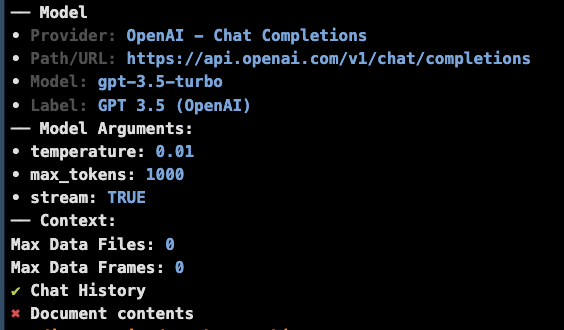 ── Model
• Provider: OpenAI - Chat Completions
• Path/URL: https://api.openai.com/v1/chat/completions
• Model: gpt-3.5-turbo
• Label: GPT 3.5 (OpenAI)
── Model Arguments:
• temperature: 0.01
• max_tokens: 1000
• stream: TRUE
── Context:
Max Data Files: 0
Max Data Frames: 0
✔ Chat History
✖ Document contents